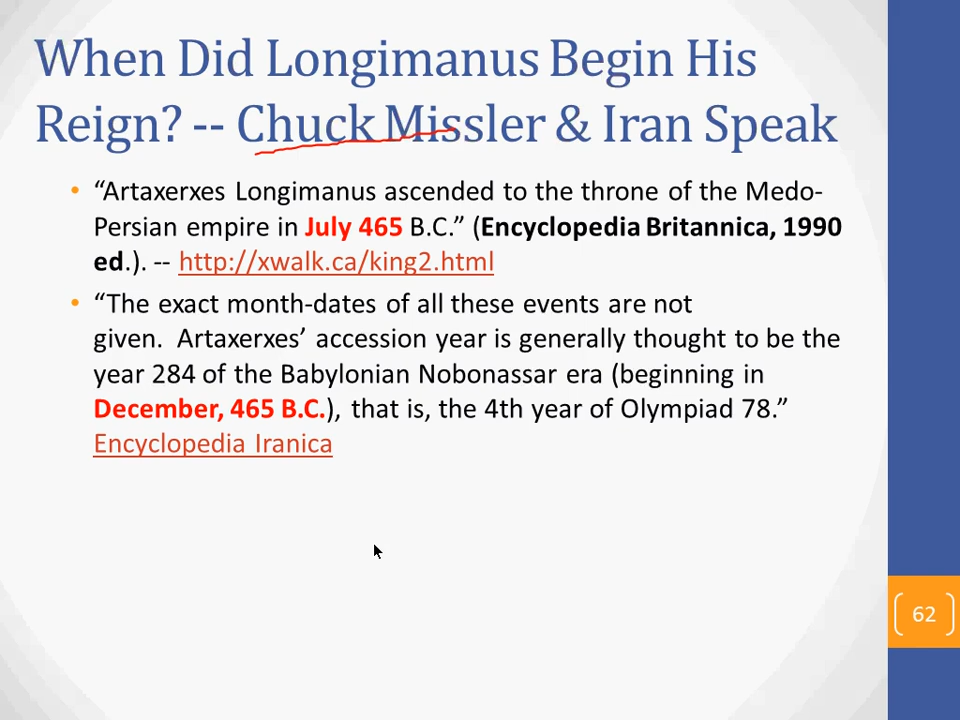 When Did Longimanus Begin His
Reign? -- Chuck Missler & Iran Speak
• “Artaxerxes Longimanus ascended to the throne of the Medo-
Persian empire in July 465 B.C.” (Encyclopedia Britannica, 1990
ed.). -- http://xwalk.ca/king2.html
• “The exact month-dates of all these events are not
given.  Artaxerxes’ accession year is generally thought to be the
year 284 of the Babylonian Nobonassar era (beginning in
December, 465 B.C.), that is, the 4th year of Olympiad 78.”
Encyclopedia Iranica
62